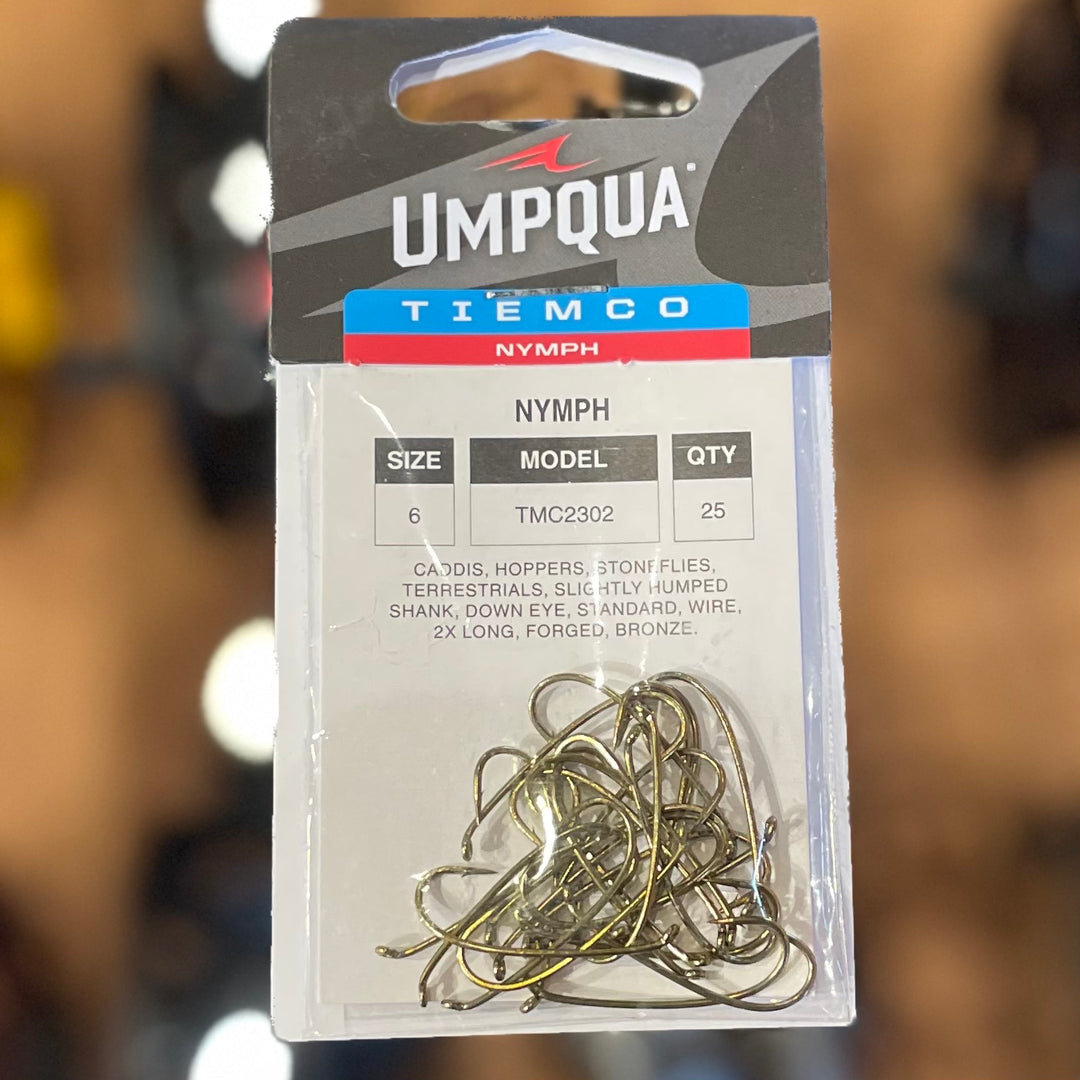 UMPQUA
TIEMCO
NYMPH
NYMPH
SIZE MODEL QTY
6 TMC2302 25
CADDIS, HOPPERS, STONEFLIES,
TERRESTRIALS, SLIGHTLY HUMPED
SHANK, DOWN EYE, STANDARD, WIRE,
2X LONG, FORGED, BRONZE.